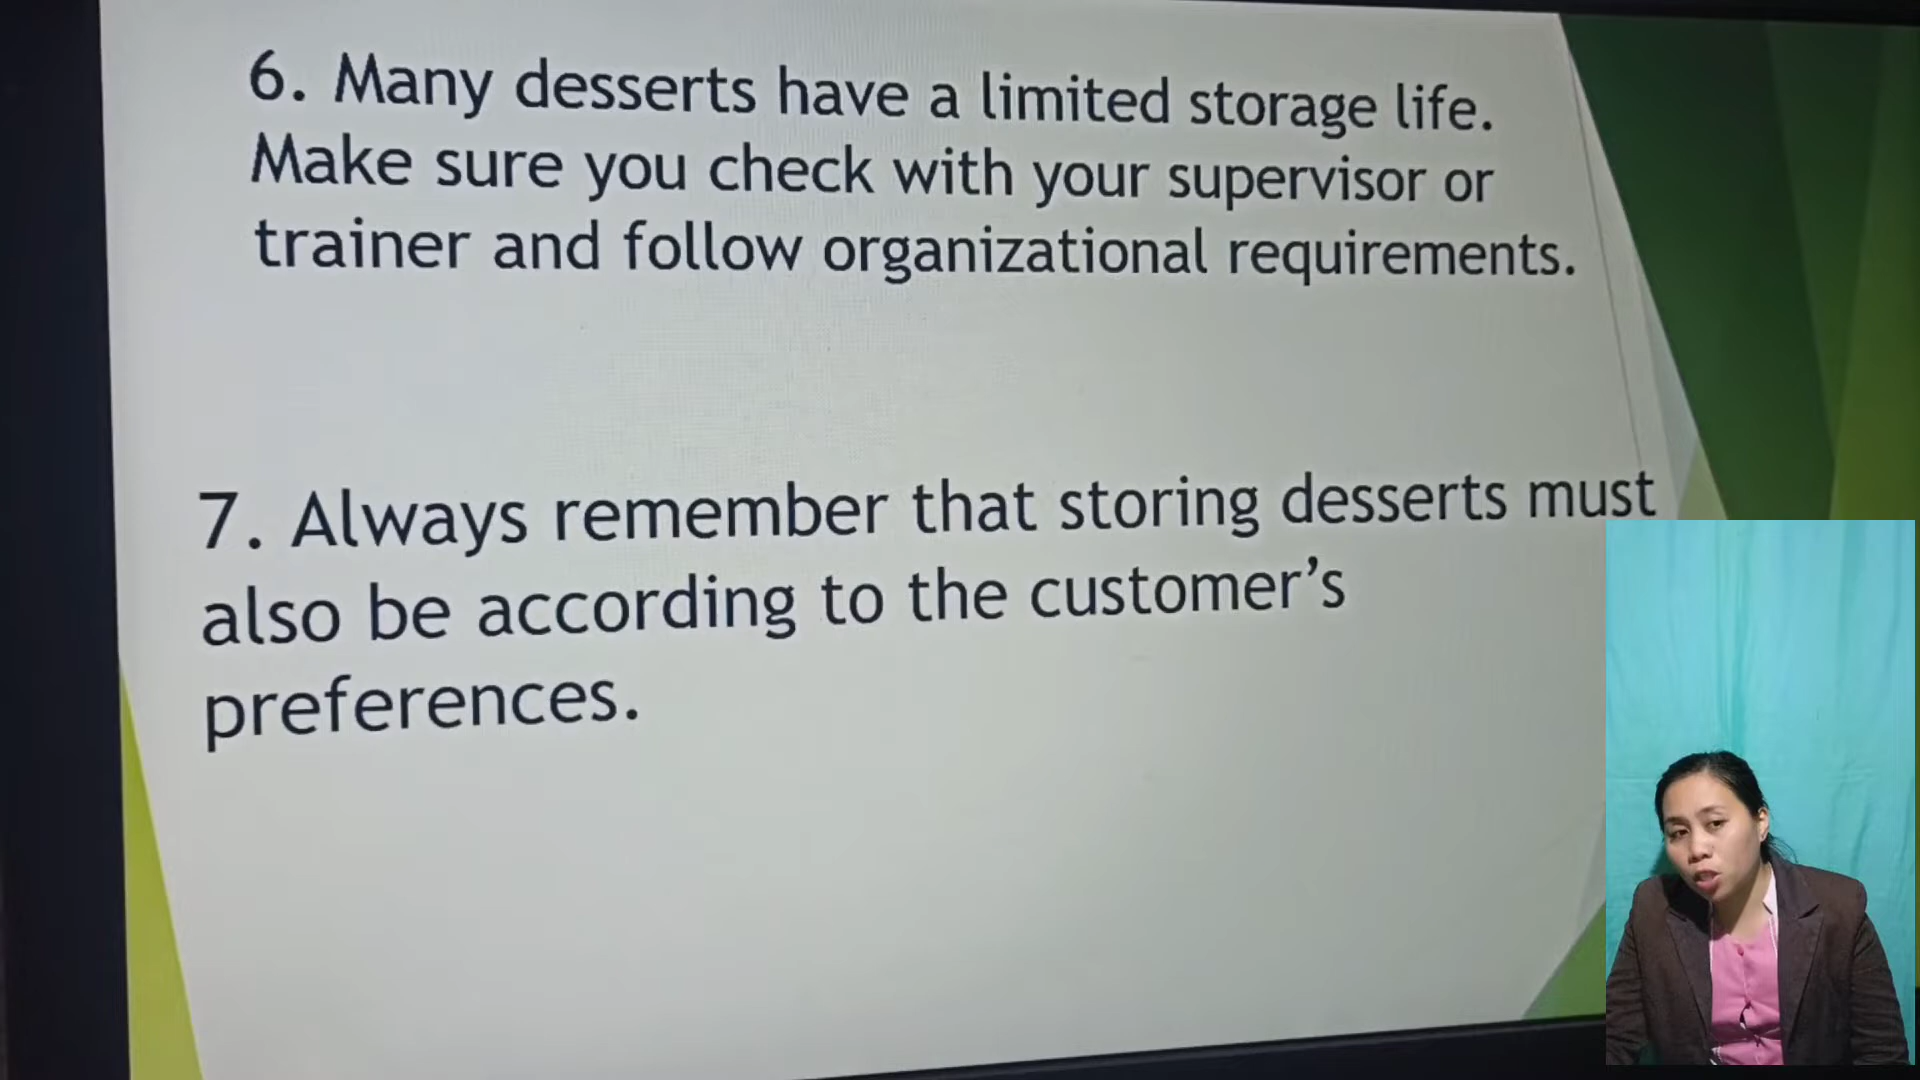 6. Many desserts have a limited storage life.
Make sure you check with your supervisor or
trainer and follow organizational requirements.
7. Always remember that storing desserts must
also be according to the customer’s
preferences.